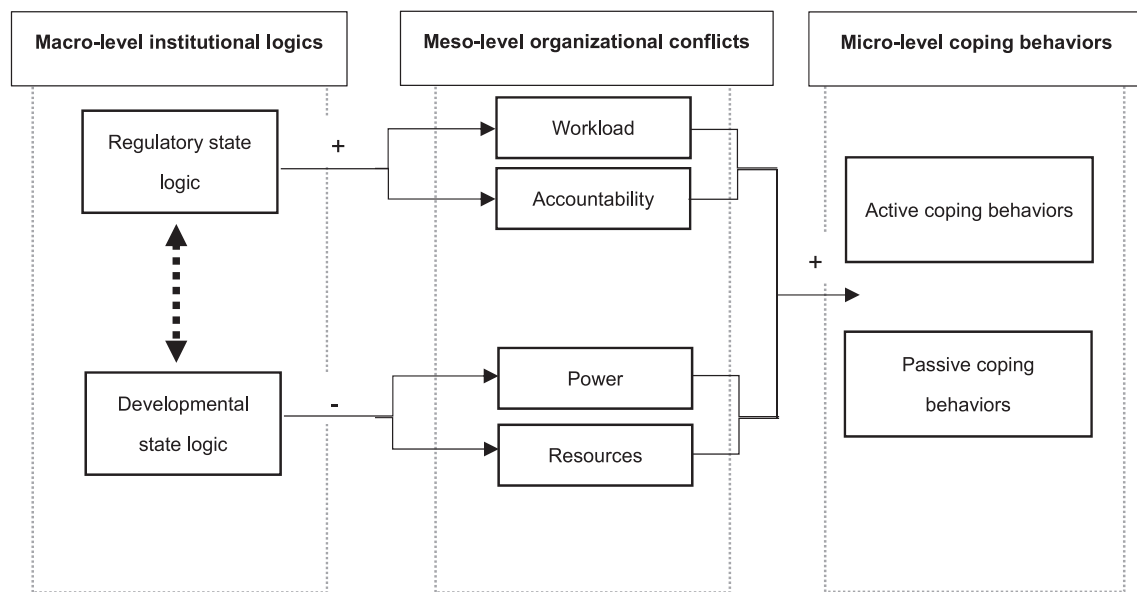 Macro-level institutional logics
Meso-level organizational conflicts
Micro-level coping behaviors
Regulatory state
logic
+
Workload
Accountability
Active coping behaviors
+
Developmental
state logic
-
Power
Resources
Passive coping
behaviors